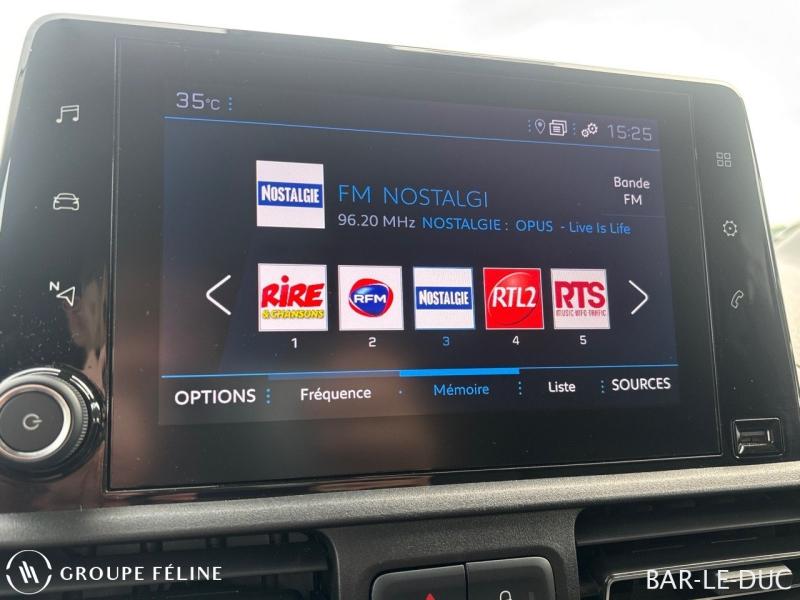 35°C
15:25
NOSTALGIE
FM NOSTALGI
Bande
FM
96.20 MHz NOSTALGIE : OPUS - Live Is Life
RIRE
& CHANSONS
RFM
NOSTALGIE
RTL2
RTS
MUSIC INFO TRAFIC
1 2 3 4 5
OPTIONS Fréquence Mémoire Liste SOURCES
N
GROUPE FÉLINE
BAR-LE-DUC